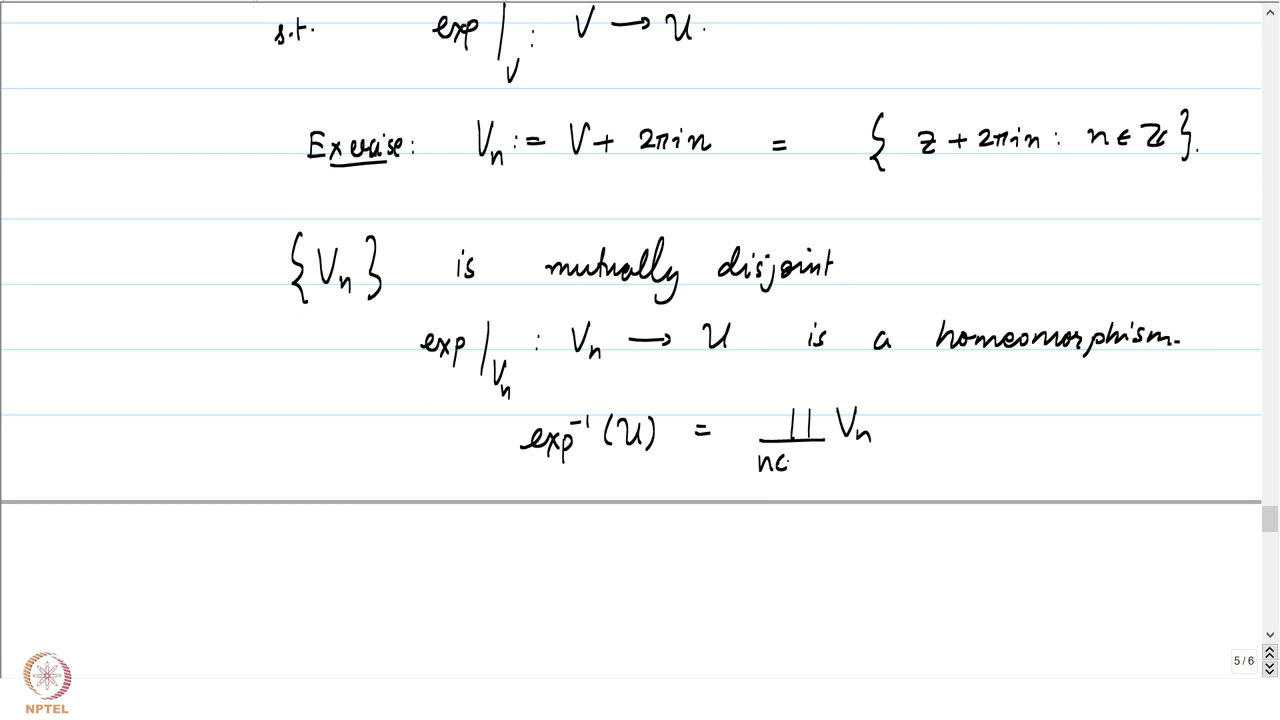 s.t. exp|_V : V → U.
Exercise: V_n := V + 2πin = { z + 2πin : n ∈ ℤ }.
{V_n} is mutually disjoint
exp|_{V_n} : V_n → U is a homeomorphism.
exp⁻¹(U) = ∐_{n∈} V_n
5 / 6
NPTEL